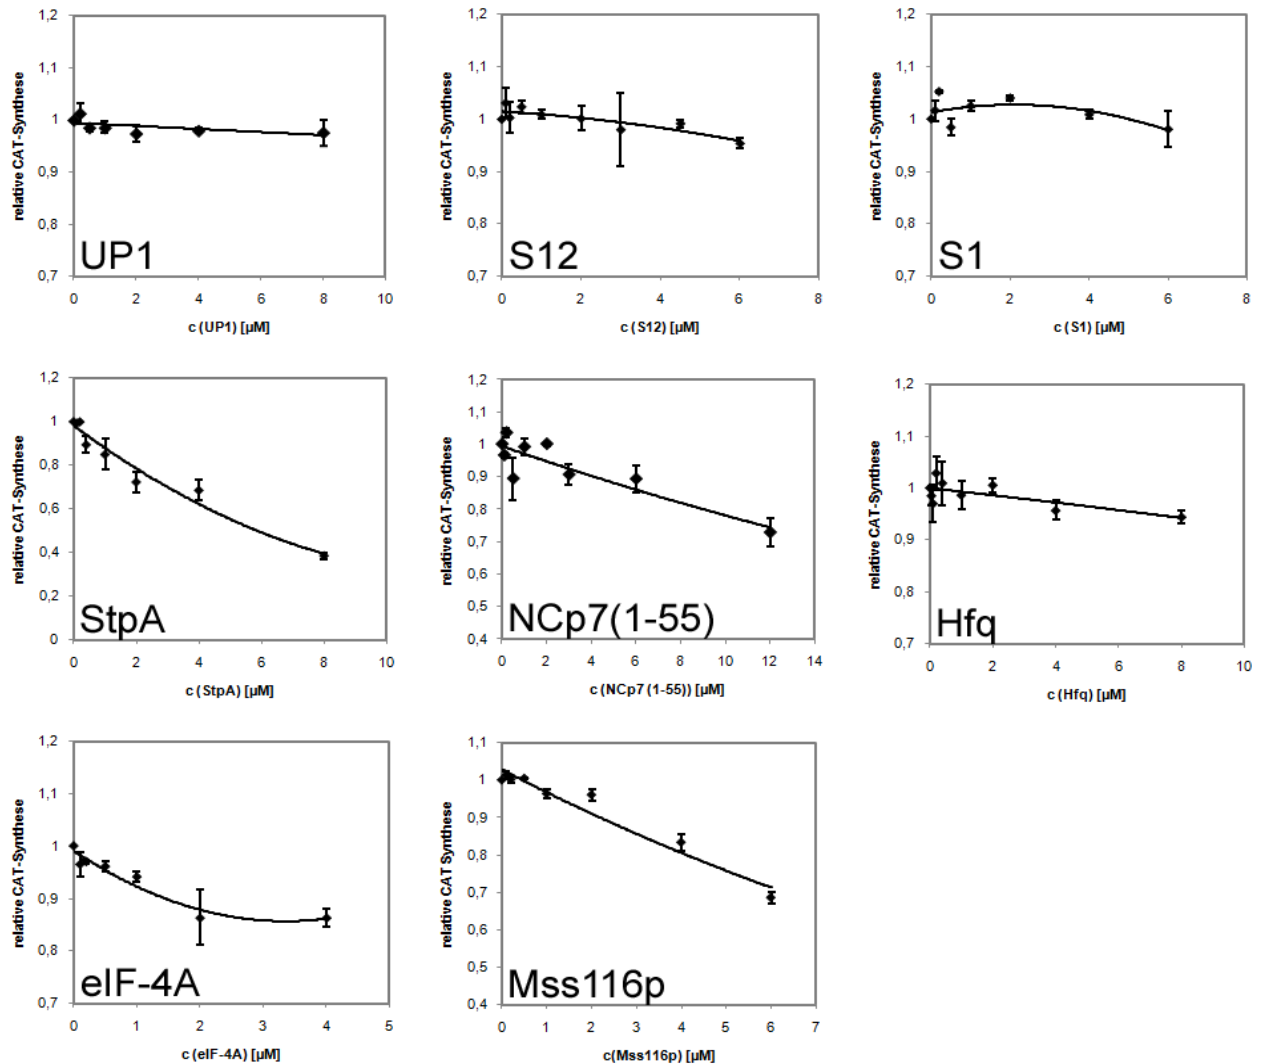 relative CAT-Synthese
1,2
1,1
1
0,9
0,8
0,7
UP1
0 2 4 6 8 10
c (UP1) [µM]
relative CAT-Synthese
1,2
1,1
1
0,9
0,8
0,7
S12
0 2 4 6 8
c (S12) [µM]
relative CAT-Synthese
1,2
1,1
1
0,9
0,8
0,7
S1
0 2 4 6 8
c (S1) [µM]
relative CAT-Synthese
1,2
1
0,8
0,6
0,4
0,2
0
StpA
0 2 4 6 8 10
c (StpA) [µM]
relative CAT-Synthese
1,2
1,1
1
0,9
0,8
0,7
0,6
0,5
0,4
NCp7(1-55)
0 2 4 6 8 10 12 14
c (NCp7 (1-55)) [µM]
relative CAT-Synthese
1,2
1,1
1
0,9
0,8
0,7
Hfq
0 2 4 6 8 10
c (Hfq) [µM]
relative CAT-Synthese
1,2
1,1
1
0,9
0,8
0,7
eIF-4A
0 1 2 3 4 5
c (eIF-4A) [µM]
relative CAT Synthese
1,1
1
0,9
0,8
0,7
0,6
0,5
0,4
Mss116p
0 1 2 3 4 5 6 7
c(Mss116p) [µM]